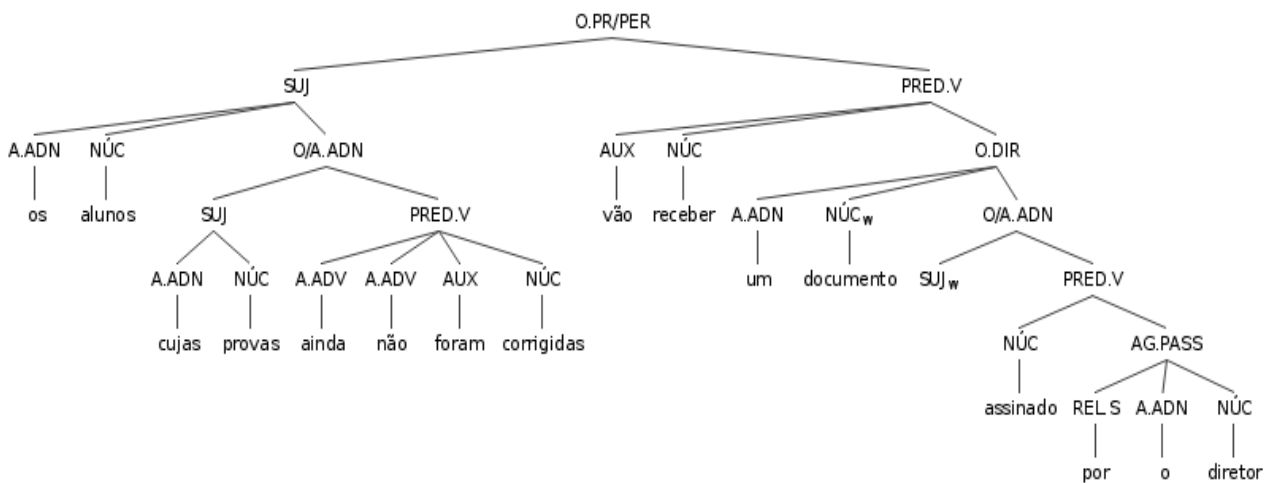 O.PR/PER
SUJ PRED.V
A.ADN NÚC O/A.ADN AUX NÚC O.DIR
os alunos SUJ PRED.V vão receber A.ADN NÚCw O/A.ADN
A.ADN NÚC A.ADV A.ADV AUX NÚC um documento SUJw PRED.V
cujas provas ainda não foram corrigidas NÚC AG.PASS
assinado REL.S A.ADN NÚC
por o diretor